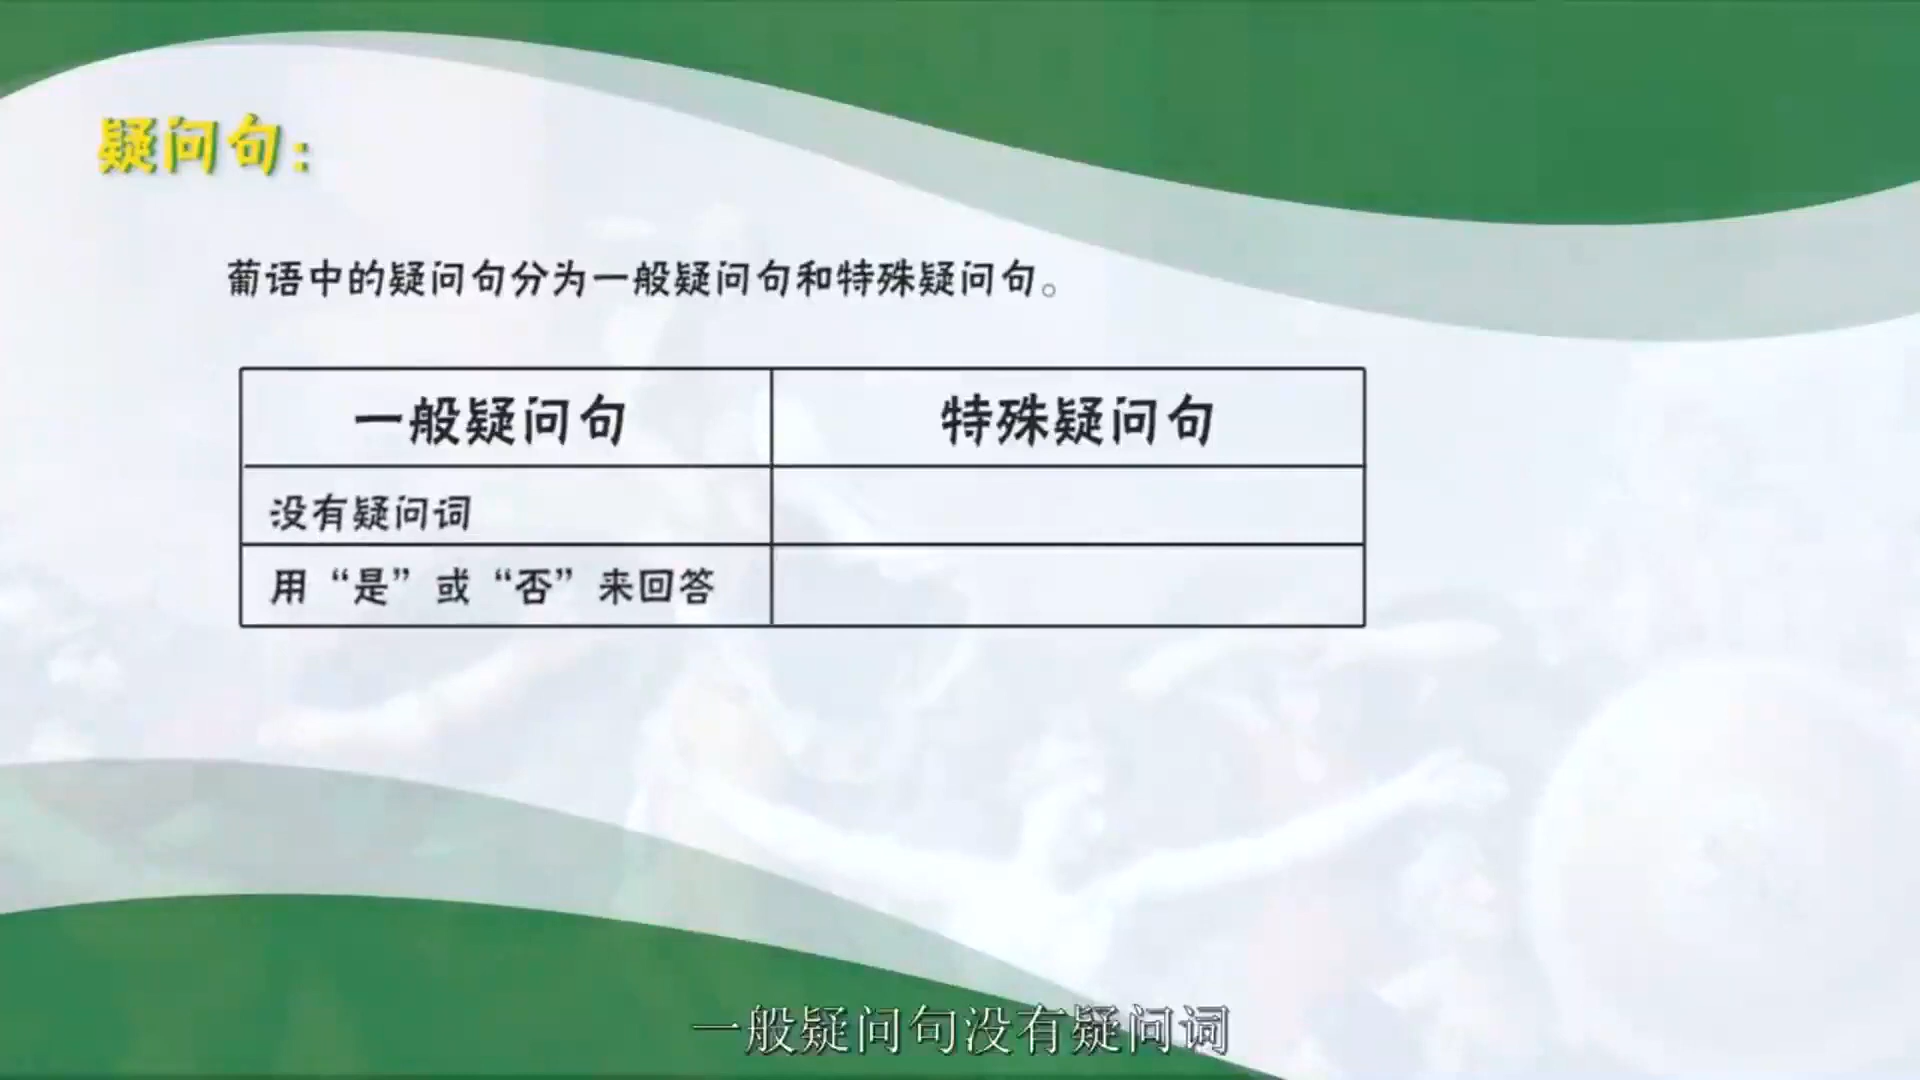 疑问句：
葡语中的疑问句分为一般疑问句和特殊疑问句。
一般疑问句
特殊疑问句
没有疑问词
用“是”或“否”来回答
一般疑问句没有疑问词